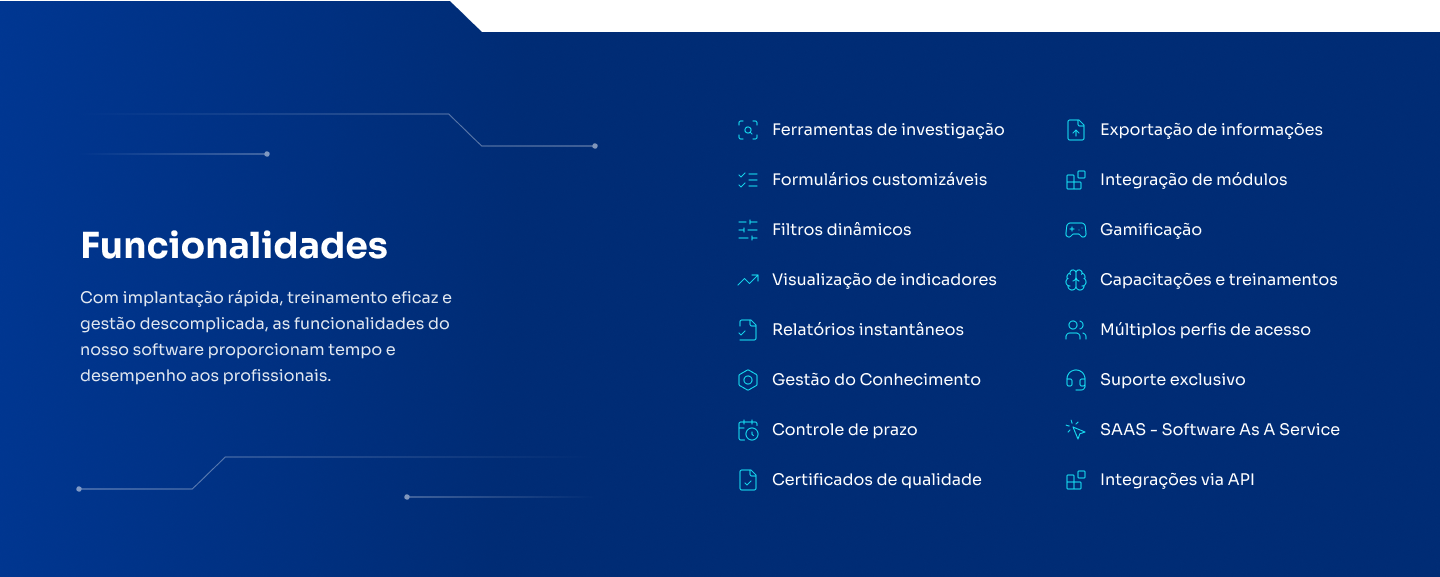 Funcionalidades
Com implantação rápida, treinamento eficaz e
gestão descomplicada, as funcionalidades do
nosso software proporcionam tempo e
desempenho aos profissionais.
Ferramentas de investigação
Formulários customizáveis
Filtros dinâmicos
Visualização de indicadores
Relatórios instantâneos
Gestão do Conhecimento
Controle de prazo
Certificados de qualidade
Exportação de informações
Integração de módulos
Gamificação
Capacitações e treinamentos
Múltiplos perfis de acesso
Suporte exclusivo
SAAS - Software As A Service
Integrações via API